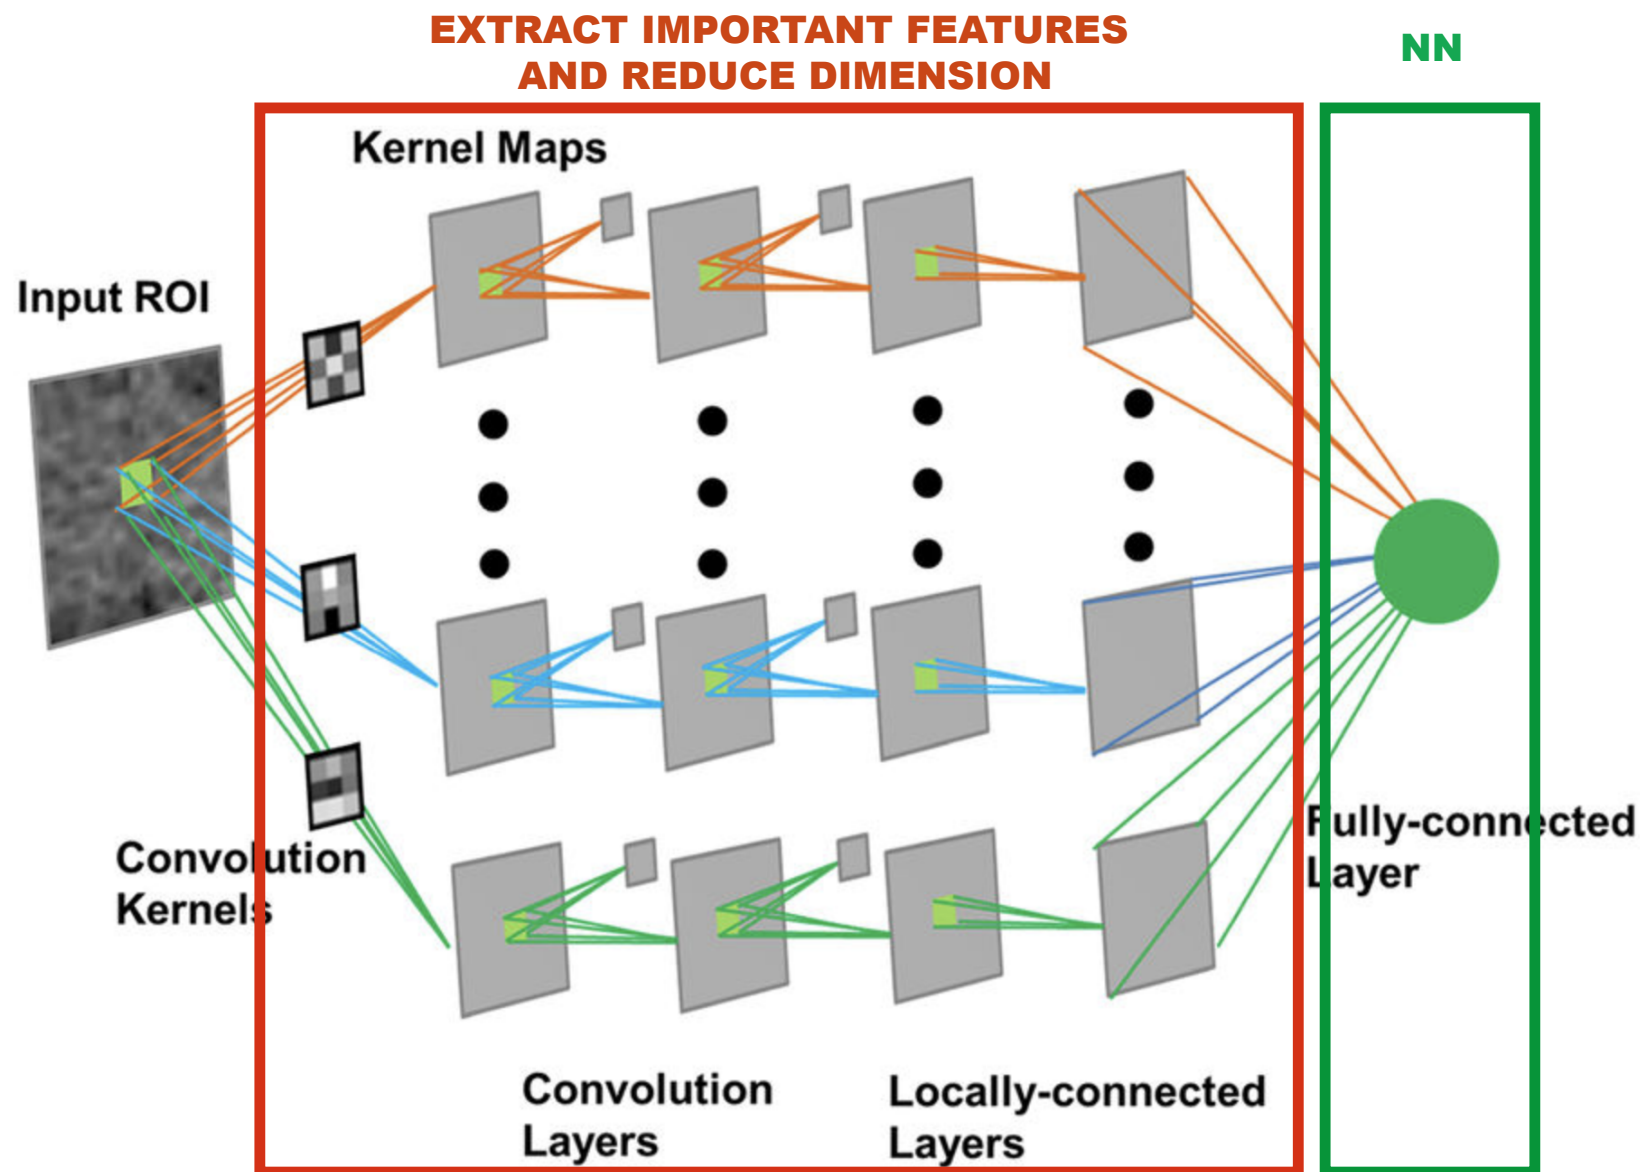 EXTRACT IMPORTANT FEATURES
AND REDUCE DIMENSION
NN
Kernel Maps
Input ROI
Convolution
Kernels
Fully-connected
Layer
Convolution
Layers
Locally-connected
Layers